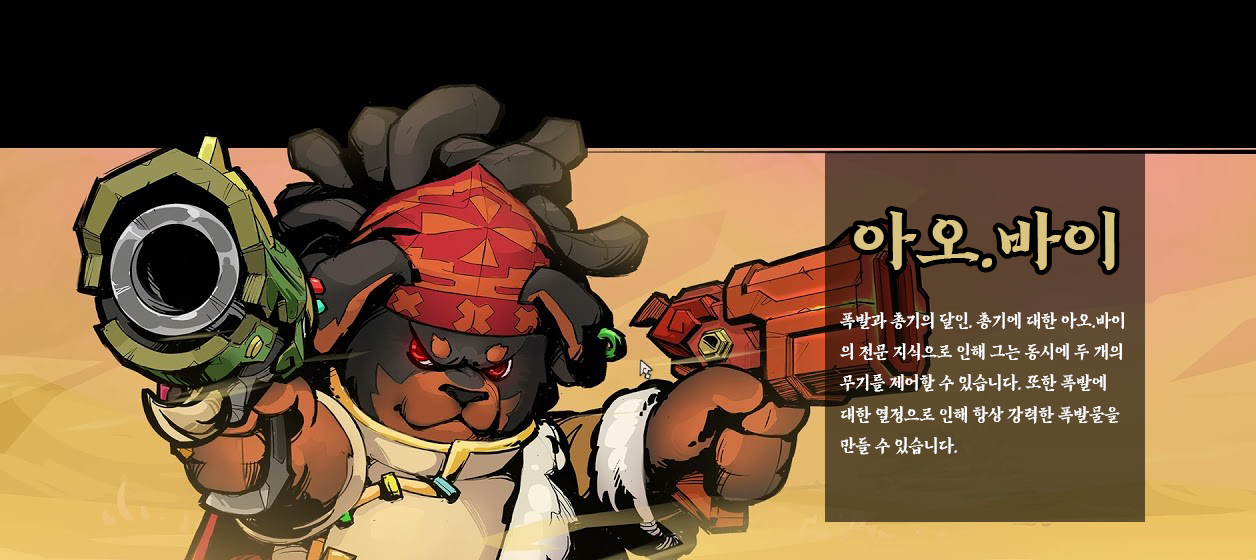 아오.바이
폭발과 총기의 달인. 총기에 대한 아오.바이
의 전문 지식으로 인해 그는 동시에 두 개의
무기를 제어할 수 있습니다. 또한 폭발에
대한 열정으로 인해 항상 강력한 폭발물을
만들 수 있습니다.